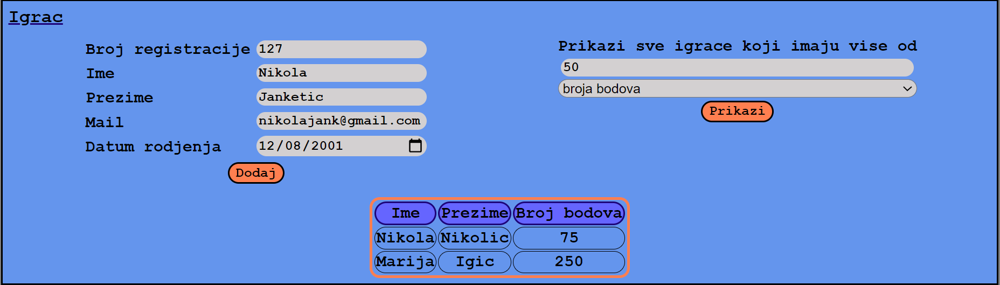 Igrac
Broj registracije 127
Ime Nikola
Prezime Janketic
Mail nikolajank@gmail.com
Datum rodjenja 12/08/2001
Dodaj
Prikazi sve igrace koji imaju vise od
50
broja bodova
Prikazi
Ime Prezime Broj bodova
Nikola Nikolic 75
Marija Igic 250